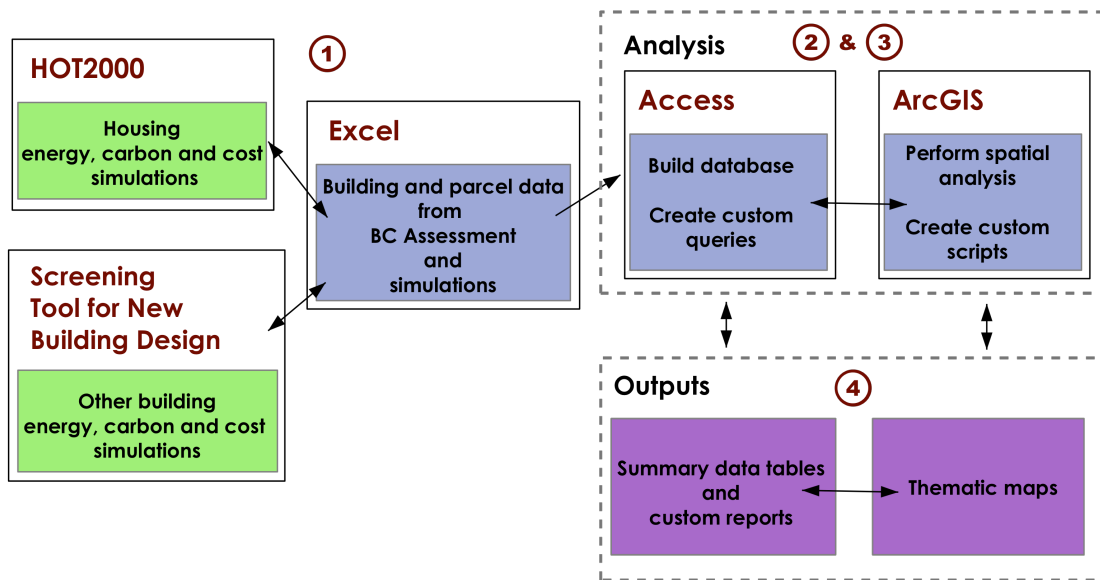 HOT2000
Housing
energy, carbon and cost
simulations
Screening
Tool for New
Building Design
Other building
energy, carbon and cost
simulations
1
Excel
Building and parcel data
from
BC Assessment
and
simulations
Analysis
2 & 3
Access
Build database
Create custom
queries
ArcGIS
Perform spatial
analysis
Create custom
scripts
Outputs
4
Summary data tables
and
custom reports
Thematic maps